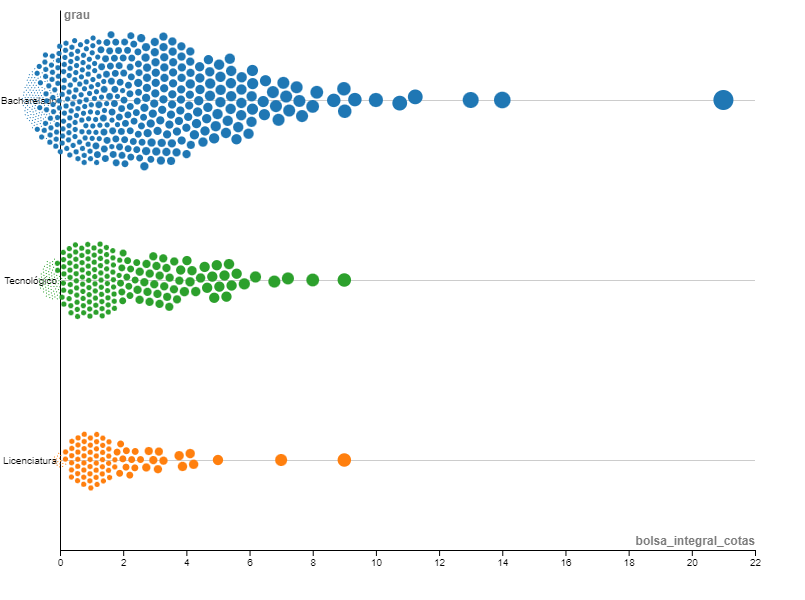 grau
Bacharelado
Tecnológico
Licenciatura
bolsa_integral_cotas
0 2 4 6 8 10 12 14 16 18 20 22